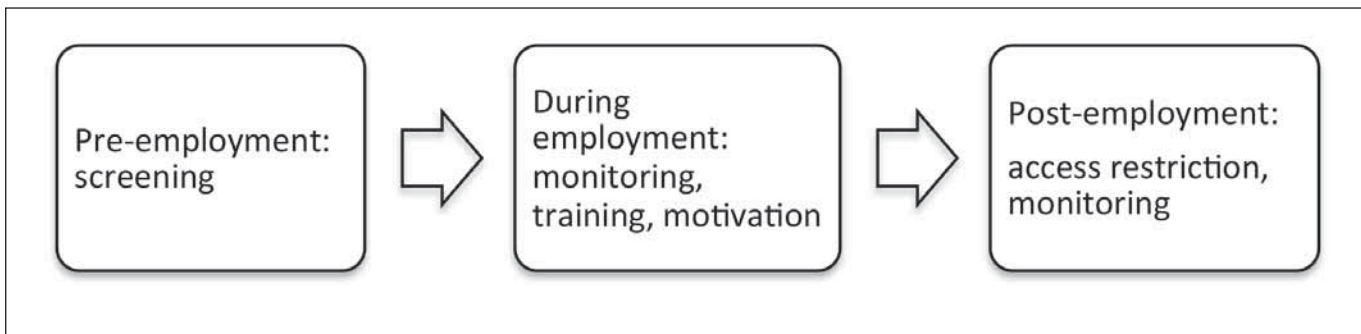 Pre-employment:
screening
During
employment:
monitoring,
training, motivation
Post-employment:
access restriction,
monitoring